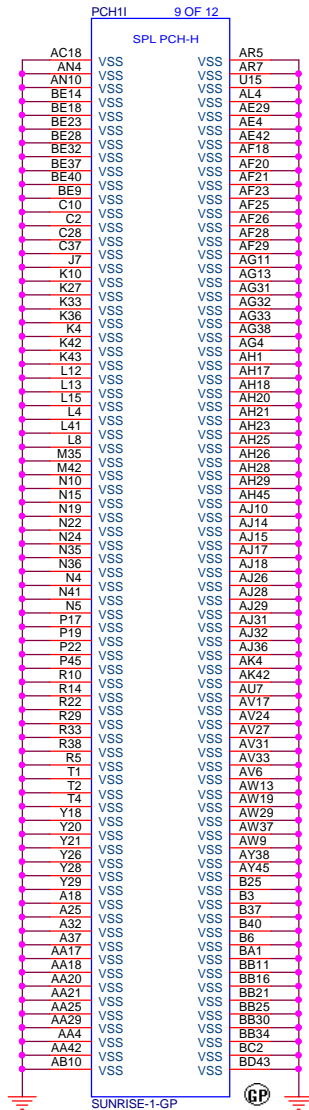 PCH1I 9 OF 12
SPL PCH-H
AC18 VSS VSS AR5
AN4 VSS VSS AR7
AN10 VSS VSS U15
BE14 VSS VSS AL4
BE18 VSS VSS AE29
BE23 VSS VSS AE4
BE28 VSS VSS AE42
BE32 VSS VSS AF18
BE37 VSS VSS AF20
BE40 VSS VSS AF21
BE9 VSS VSS AF23
C10 VSS VSS AF25
C2 VSS VSS AF26
C28 VSS VSS AF28
C37 VSS VSS AF29
J7 VSS VSS AG11
K10 VSS VSS AG13
K27 VSS VSS AG31
K33 VSS VSS AG32
K36 VSS VSS AG33
K4 VSS VSS AG38
K42 VSS VSS AG4
K43 VSS VSS AH1
L12 VSS VSS AH17
L13 VSS VSS AH18
L15 VSS VSS AH20
L4 VSS VSS AH21
L41 VSS VSS AH23
L8 VSS VSS AH25
M35 VSS VSS AH26
M42 VSS VSS AH28
N10 VSS VSS AH29
N15 VSS VSS AH45
N19 VSS VSS AJ10
N22 VSS VSS AJ14
N24 VSS VSS AJ15
N35 VSS VSS AJ17
N36 VSS VSS AJ18
N4 VSS VSS AJ26
N41 VSS VSS AJ28
N5 VSS VSS AJ29
P17 VSS VSS AJ31
P19 VSS VSS AJ32
P22 VSS VSS AJ36
P45 VSS VSS AK4
R10 VSS VSS AK42
R14 VSS VSS AU7
R22 VSS VSS AV17
R29 VSS VSS AV24
R33 VSS VSS AV27
R38 VSS VSS AV31
R5 VSS VSS AV33
T1 VSS VSS AV6
T2 VSS VSS AW13
T4 VSS VSS AW19
Y18 VSS VSS AW29
Y20 VSS VSS AW37
Y21 VSS VSS AW9
Y26 VSS VSS AY38
Y28 VSS VSS AY45
Y29 VSS VSS B25
A18 VSS VSS B3
A25 VSS VSS B37
A32 VSS VSS B40
A37 VSS VSS B6
AA17 VSS VSS BA1
AA18 VSS VSS BB11
AA20 VSS VSS BB16
AA21 VSS VSS BB21
AA25 VSS VSS BB25
AA29 VSS VSS BB30
AA4 VSS VSS BB34
AA42 VSS VSS BC2
AB10 VSS VSS BD43
SUNRISE-1-GP GP